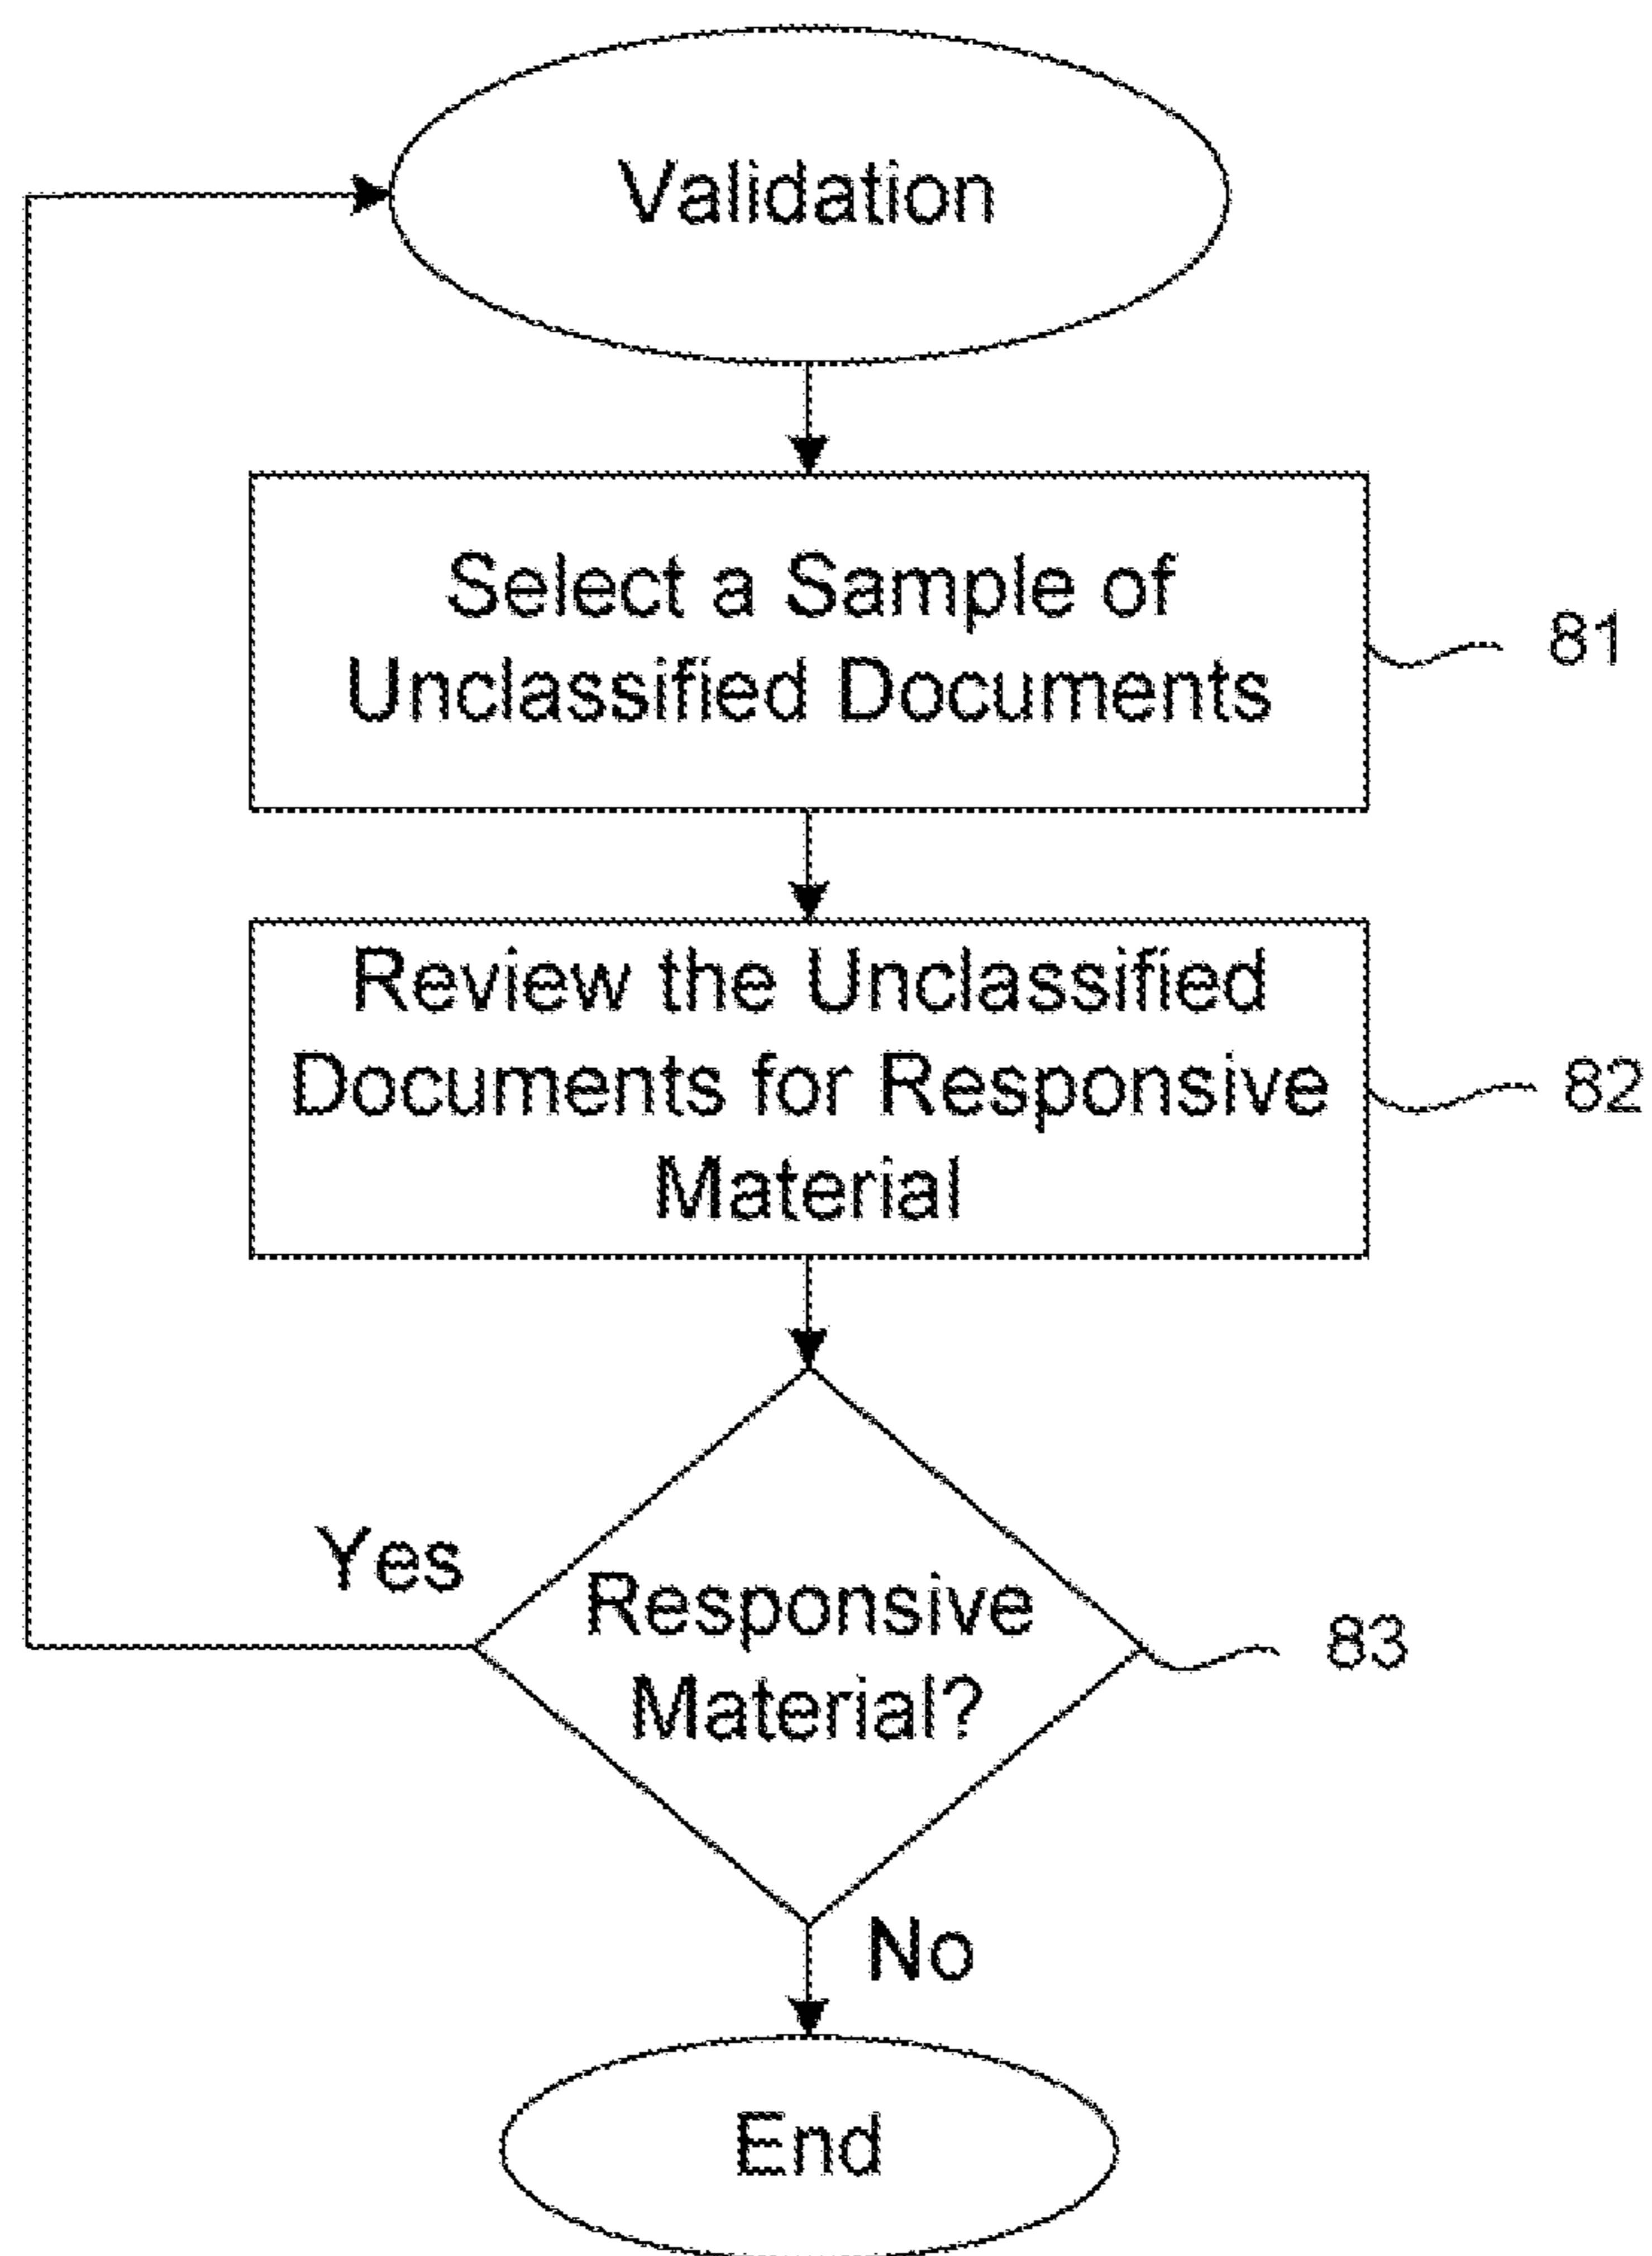 Validation
Select a Sample of
Unclassified Documents
81
Review the Unclassified
Documents for Responsive
Material
82
Yes
Responsive
Material?
83
No
End